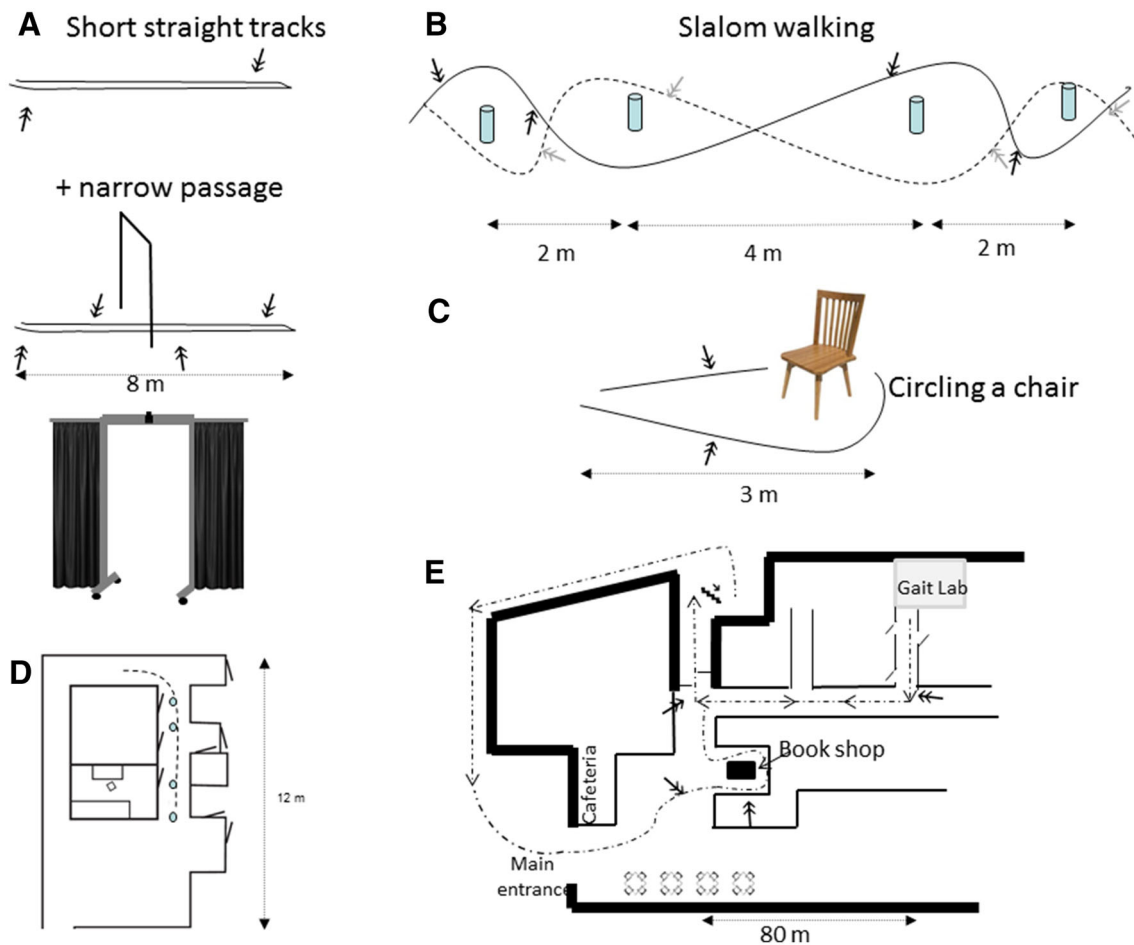 A
Short straight tracks
+ narrow passage
8 m
B
Slalom walking
2 m
4 m
2 m
C
Circling a chair
3 m
D
12 m
E
Gait Lab
Book shop
Cafeteria
Main
entrance
80 m